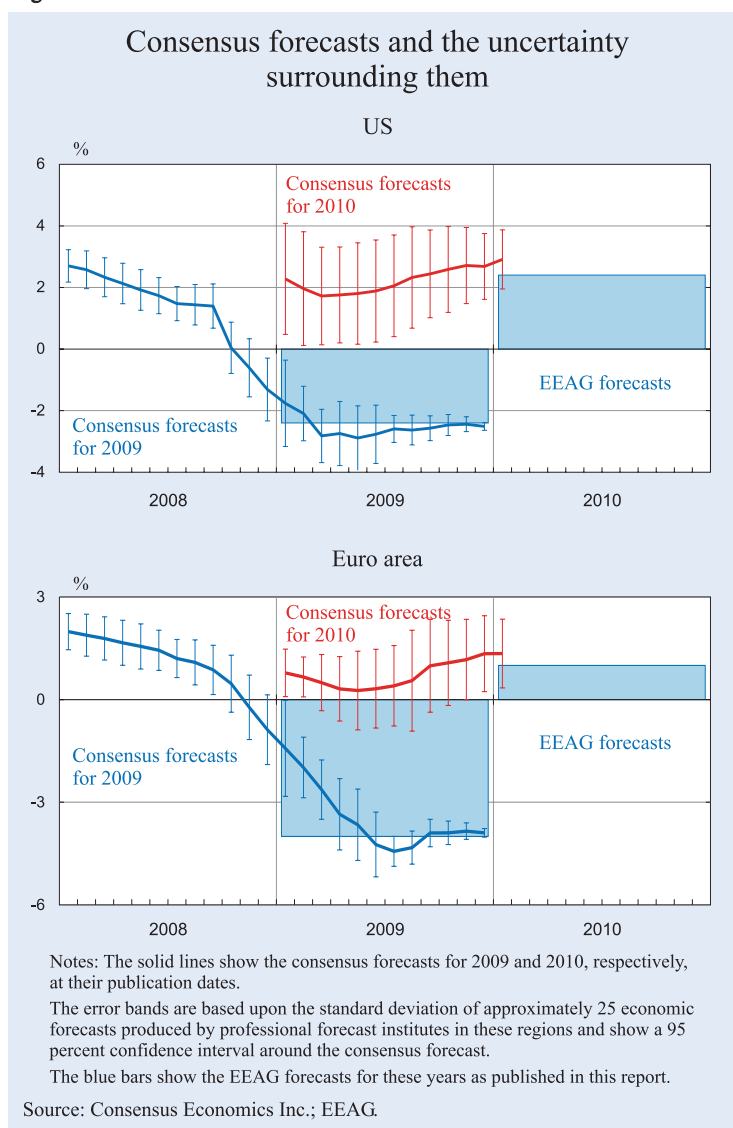 Consensus forecasts and the uncertainty
surrounding them
US
%
6
4
2
0
-2
-4
Consensus forecasts
for 2010
EEAG forecasts
Consensus forecasts
for 2009
2008
2009
2010
Euro area
%
3
0
-3
-6
Consensus forecasts
for 2010
EEAG forecasts
Consensus forecasts
for 2009
2008
2009
2010
Notes: The solid lines show the consensus forecasts for 2009 and 2010, respectively,
at their publication dates.
The error bands are based upon the standard deviation of approximately 25 economic
forecasts produced by professional forecast institutes in these regions and show a 95
percent confidence interval around the consensus forecast.
The blue bars show the EEAG forecasts for these years as published in this report.
Source: Consensus Economics Inc.; EEAG.